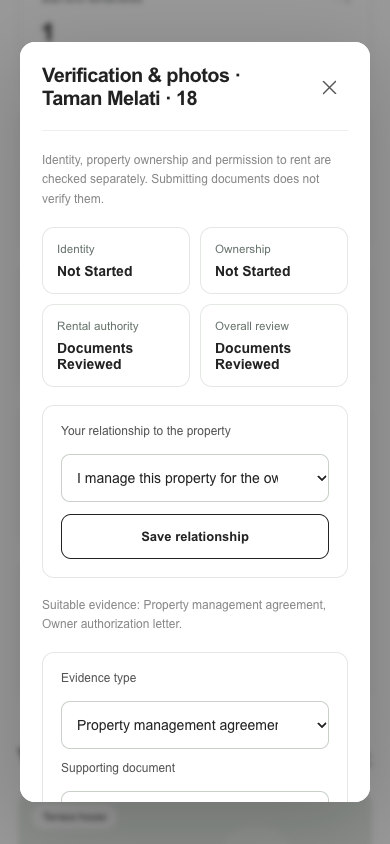 1
Verification & photos ·
Taman Melati · 18
Identity, property ownership and permission to rent are
checked separately. Submitting documents does not
verify them.
Identity
Not Started
Ownership
Not Started
Rental authority
Documents
Reviewed
Overall review
Documents
Reviewed
Your relationship to the property
I manage this property for the ow
Save relationship
Suitable evidence: Property management agreement,
Owner authorization letter.
Evidence type
Property management agreemer
Supporting document